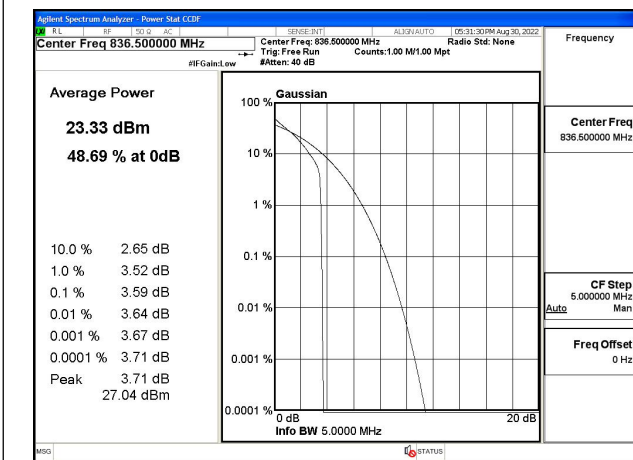 Agilent Spectrum Analyzer - Power Stat CCDF
LXI RL RF 50 Ω AC SENSE:INT ALIGN AUTO 05:31:30 PM Aug 30, 2022
Center Freq 836.500000 MHz
Center Freq: 836.500000 MHz Radio Std: None
Trig: Free Run Counts:1.00 M/1.00 Mpt
#IFGain:Low #Atten: 40 dB
Frequency
Average Power
23.33 dBm
48.69 % at 0dB
10.0 % 2.65 dB
1.0 % 3.52 dB
0.1 % 3.59 dB
0.01 % 3.64 dB
0.001 % 3.67 dB
0.0001 % 3.71 dB
Peak 3.71 dB
27.04 dBm
Gaussian
100 %
10 %
1 %
0.1 %
0.01 %
0.001 %
0.0001 %
0 dB 20 dB
Info BW 5.0000 MHz
Center Freq
836.500000 MHz
CF Step
5.000000 MHz
Auto Man
Freq Offset
0 Hz
MSG STATUS